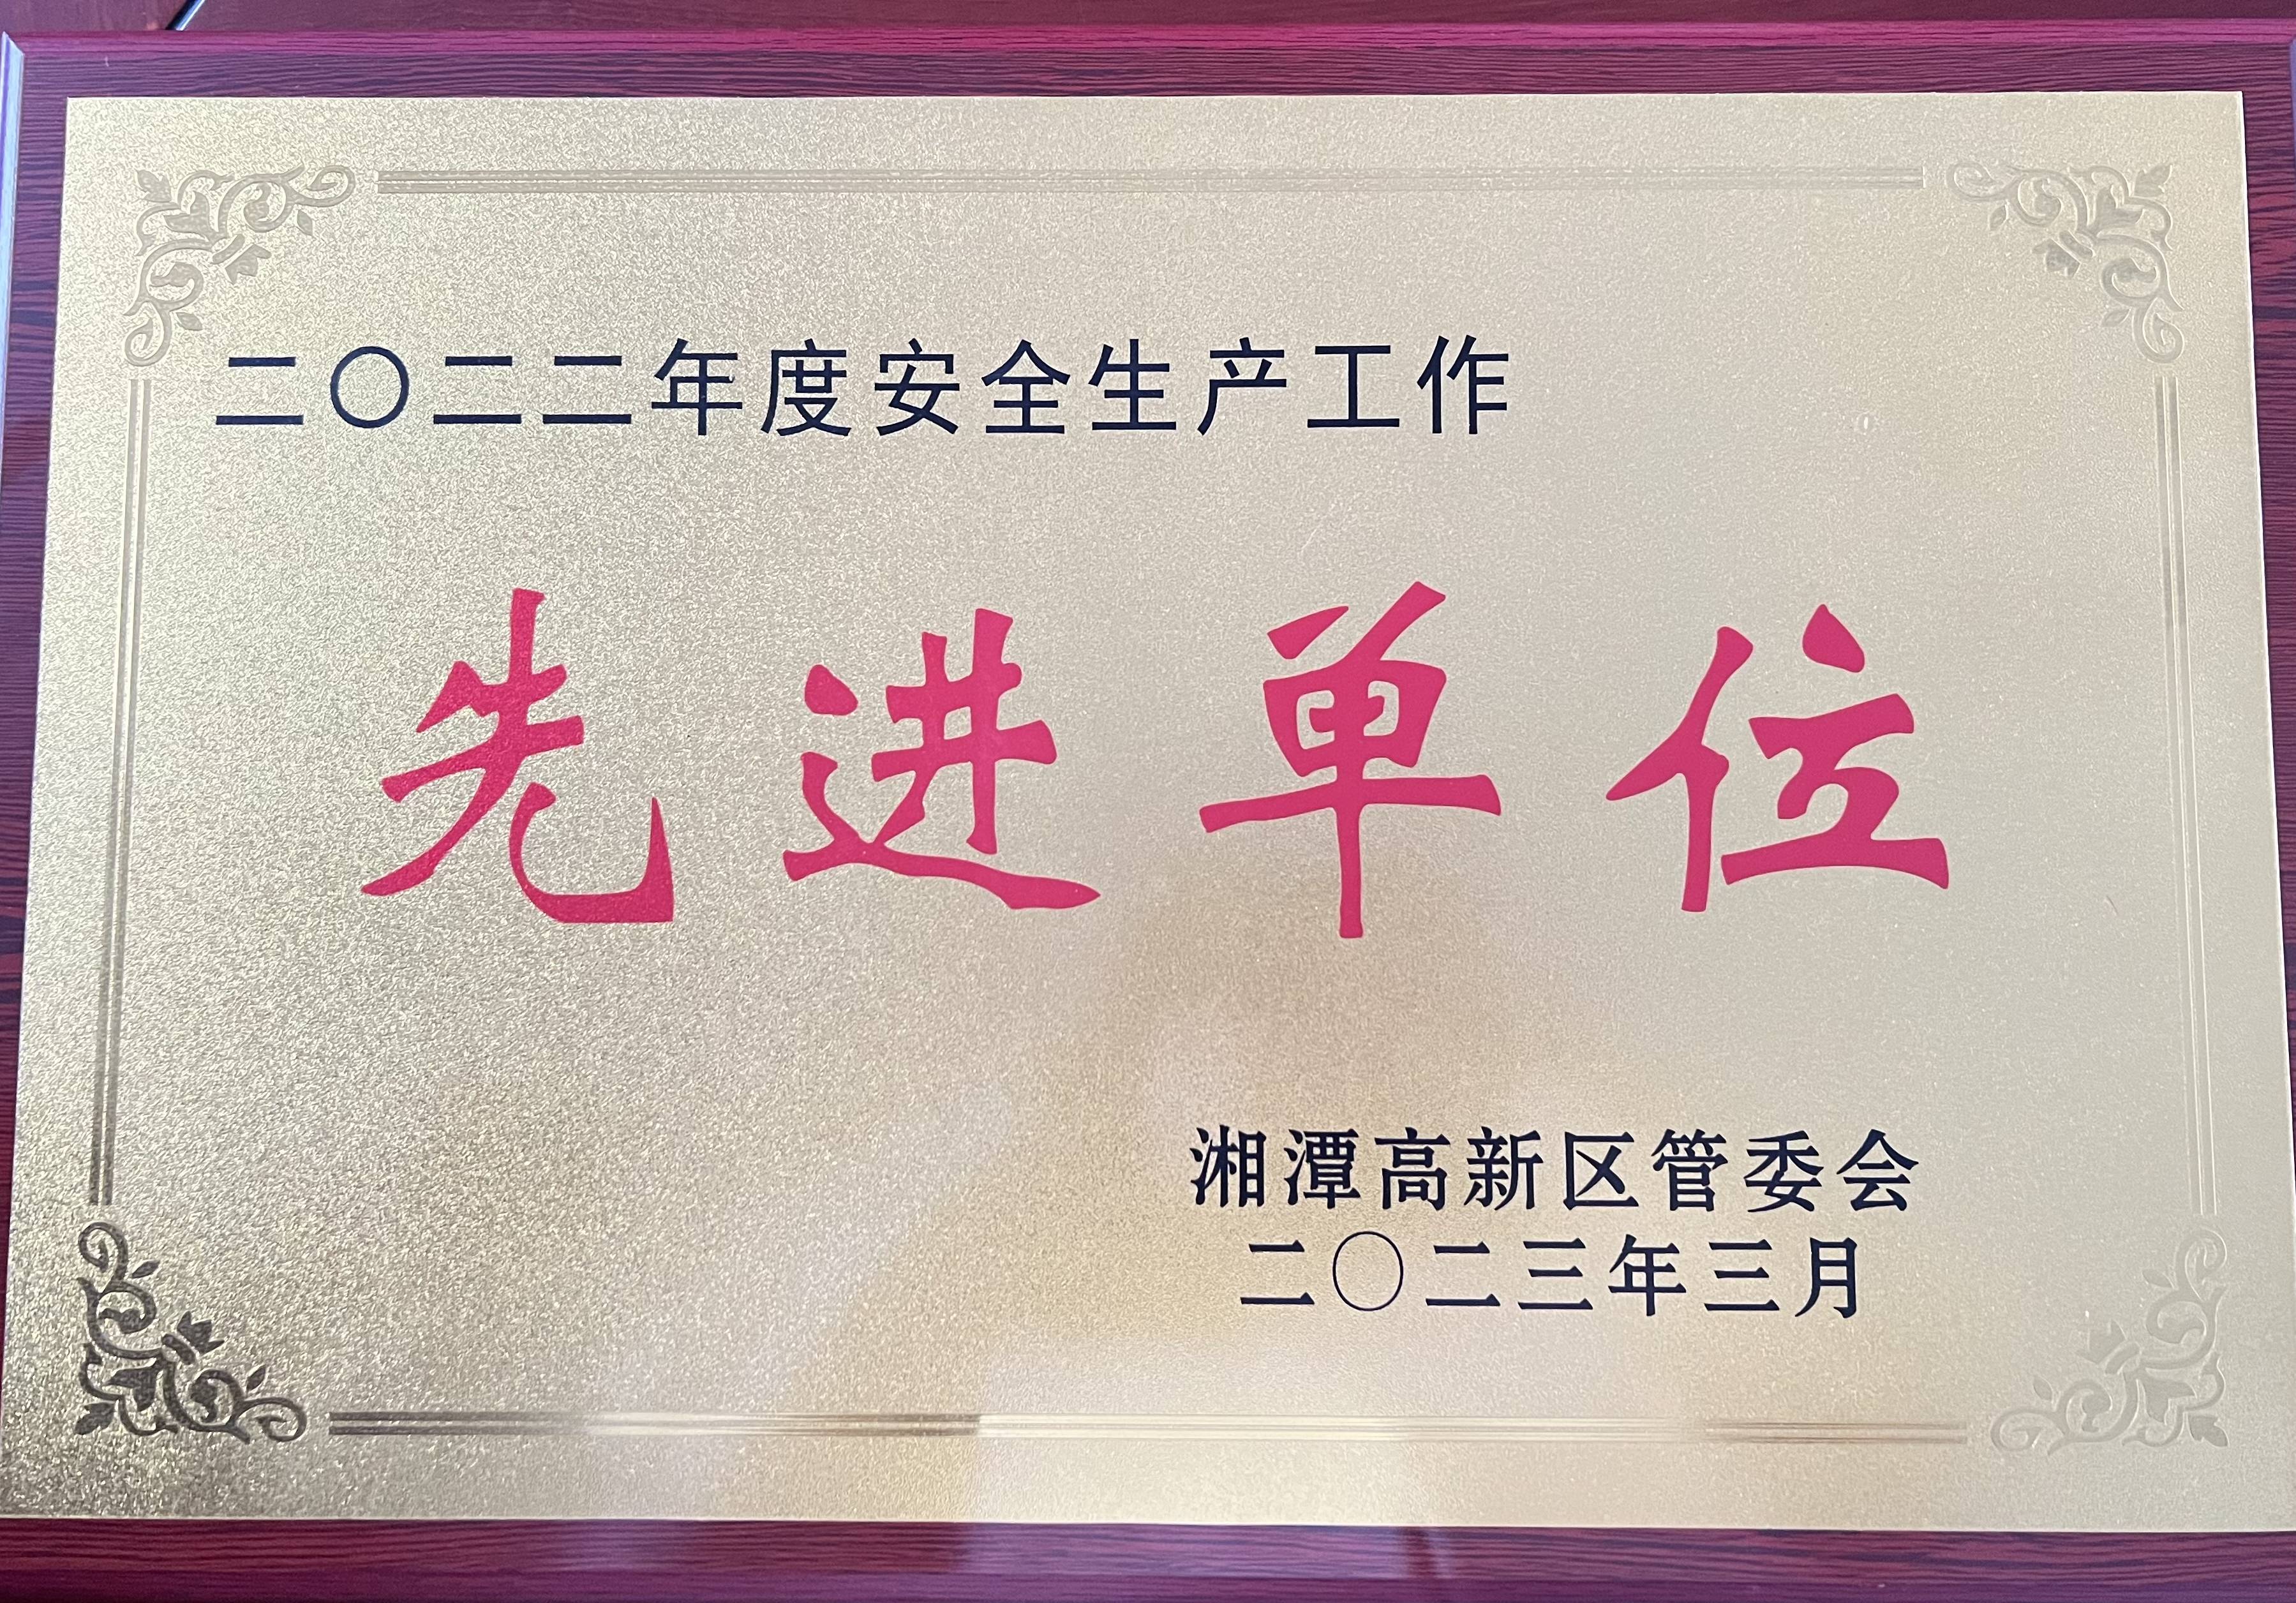 二〇二二年度安全生产工作
先进单位
湘潭高新区管委会
二〇二三年三月